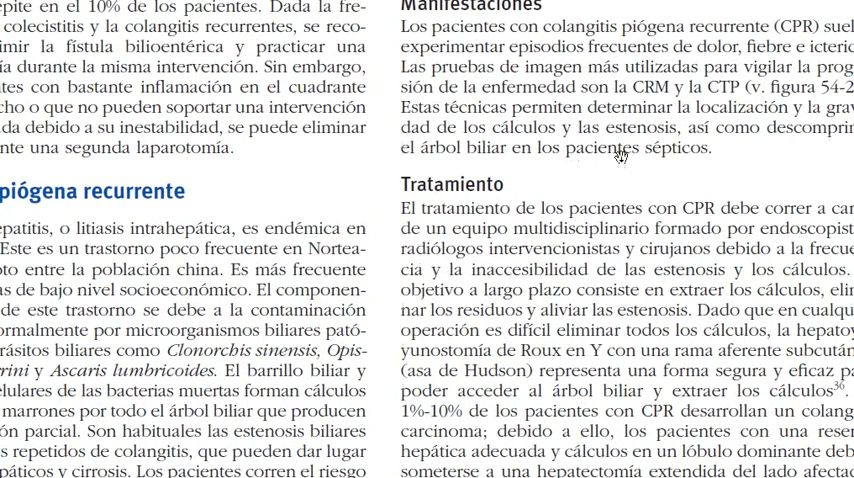 epite en el 10% de los pacientes. Dada la fre-
colecistitis y la colangitis recurrentes, se reco-
imir la fístula bilioentérica y practicar una
ía durante la misma intervención. Sin embargo,
ntes con bastante inflamación en el cuadrante
cho o que no pueden soportar una intervención
da debido a su inestabilidad, se puede eliminar
nte una segunda laparotomía.
piógena recurrente
epatitis, o litiasis intrahepática, es endémica en
Este es un trastorno poco frecuente en Nortea-
pto entre la población china. Es más frecuente
as de bajo nivel socioeconómico. El componen-
de este trastorno se debe a la contaminación
ormalmente por microorganismos biliares pató-
rásitos biliares como Clonorchis sinensis, Opis-
rrini y Ascaris lumbricoides. El barrillo biliar y
elulares de las bacterias muertas forman cálculos
marrones por todo el árbol biliar que producen
ón parcial. Son habituales las estenosis biliares
s repetidos de colangitis, que pueden dar lugar
páticos y cirrosis. Los pacientes corren el riesgo
Manifestaciones
Los pacientes con colangitis piógena recurrente (CPR) suel
experimentar episodios frecuentes de dolor, fiebre e icteric
Las pruebas de imagen más utilizadas para vigilar la prog
sión de la enfermedad son la CRM y la CTP (v. figura 54-2
Estas técnicas permiten determinar la localización y la grav
dad de los cálculos y las estenosis, así como descomprim
el árbol biliar en los pacientes sépticos.
Tratamiento
El tratamiento de los pacientes con CPR debe correr a car
de un equipo multidisciplinario formado por endoscopist
radiólogos intervencionistas y cirujanos debido a la frecue
cia y la inaccesibilidad de las estenosis y los cálculos.
objetivo a largo plazo consiste en extraer los cálculos, elim
nar los residuos y aliviar las estenosis. Dado que en cualqu
operación es difícil eliminar todos los cálculos, la hepatoy
yunostomía de Roux en Y con una rama aferente subcután
(asa de Hudson) representa una forma segura y eficaz pa
poder acceder al árbol biliar y extraer los cálculos36.
1%-10% de los pacientes con CPR desarrollan un colang
carcinoma; debido a ello, los pacientes con una reser
hepática adecuada y cálculos en un lóbulo dominante deb
someterse a una hepatectomía extendida del lado afectad